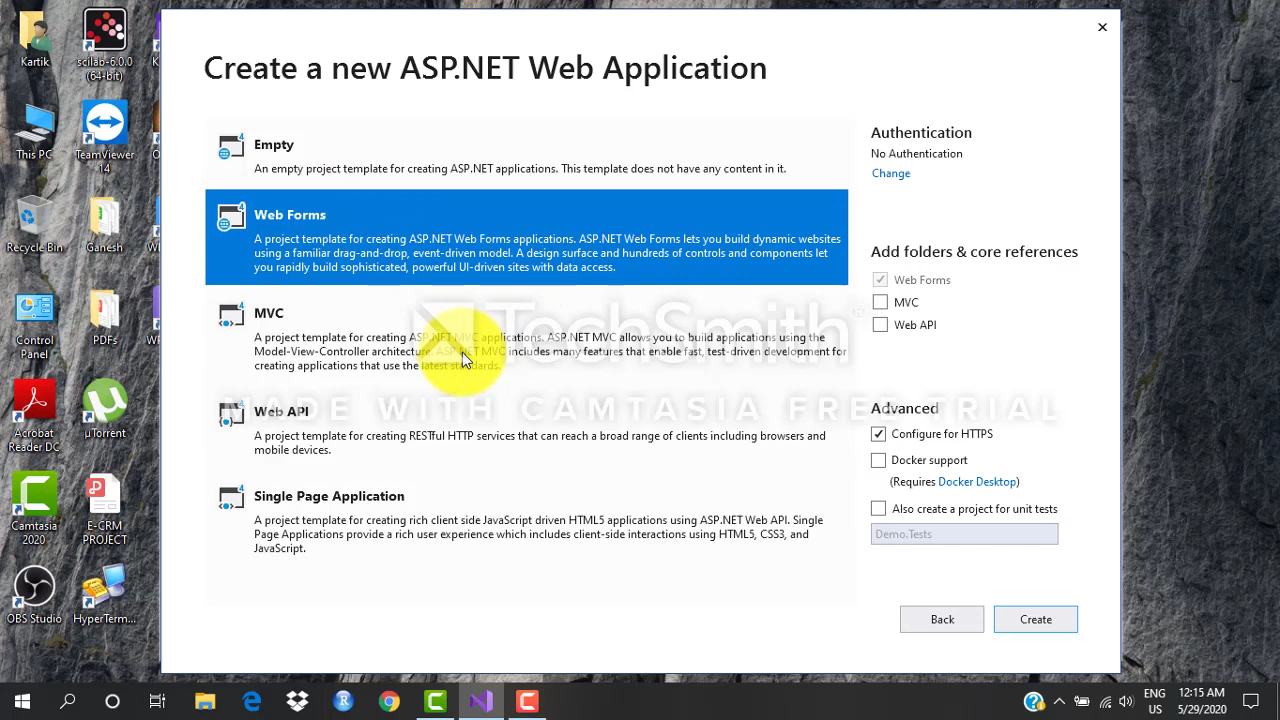 Kartik
scilab-6.0.0
(64-bit)
This PC
TeamViewer
14
Recycle Bin
Ganesh
Control
Panel
PDFs
Acrobat
Reader DC
µTorrent
Camtasia
2020
E-CRM
PROJECT
OBS Studio
HyperTerm...
Create a new ASP.NET Web Application
Empty
An empty project template for creating ASP.NET applications. This template does not have any content in it.
Web Forms
A project template for creating ASP.NET Web Forms applications. ASP.NET Web Forms lets you build dynamic websites
using a familiar drag-and-drop, event-driven model. A design surface and hundreds of controls and components let
you rapidly build sophisticated, powerful UI-driven sites with data access.
MVC
A project template for creating ASP.NET MVC applications. ASP.NET MVC allows you to build applications using the
Model-View-Controller architecture. ASP.NET MVC includes many features that enable fast, test-driven development for
creating applications that use the latest standards.
Web API
A project template for creating RESTful HTTP services that can reach a broad range of clients including browsers and
mobile devices.
Single Page Application
A project template for creating rich client side JavaScript driven HTML5 applications using ASP.NET Web API. Single
Page Applications provide a rich user experience which includes client-side interactions using HTML5, CSS3, and
JavaScript.
Authentication
No Authentication
Change
Add folders & core references
Web Forms
MVC
Web API
Advanced
Configure for HTTPS
Docker support
(Requires Docker Desktop)
Also create a project for unit tests
Demo.Tests
Back
Create
TechSmith®
MADE WITH CAMTASIA FREE TRIAL
ENG
US
12:15 AM
5/29/2020